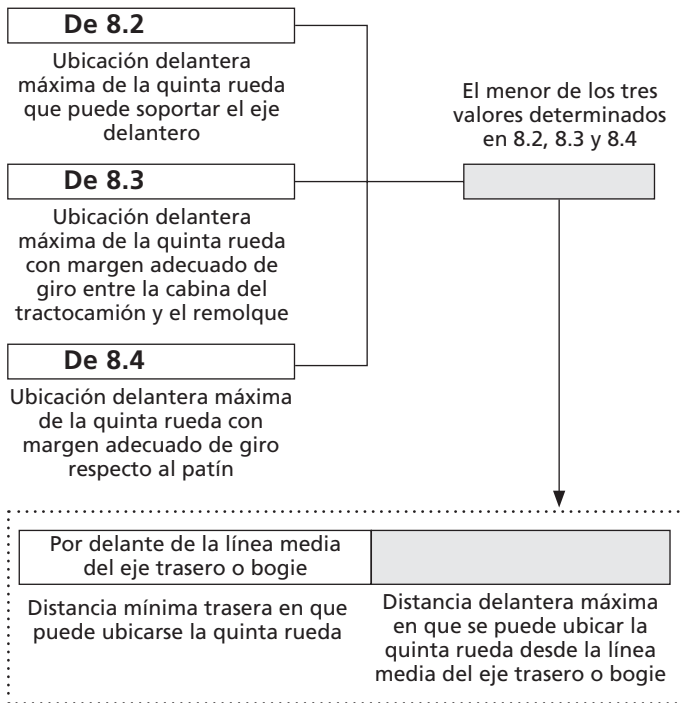 De 8.2
Ubicación delantera
máxima de la quinta rueda
que puede soportar el eje
delantero
El menor de los tres
valores determinados
en 8.2, 8.3 y 8.4
De 8.3
Ubicación delantera
máxima de la quinta rueda
con margen adecuado de
giro entre la cabina del
tractocamión y el remolque
De 8.4
Ubicación delantera máxima
de la quinta rueda con
margen adecuado de giro
respecto al patín
Por delante de la línea media
del eje trasero o bogie
Distancia mínima trasera en que
puede ubicarse la quinta rueda
Distancia delantera máxima
en que se puede ubicar la
quinta rueda desde la línea
media del eje trasero o bogie